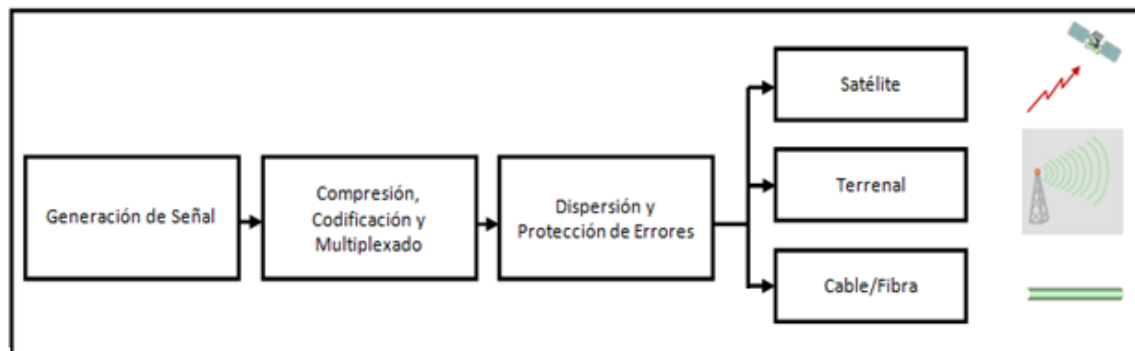 Generación de Señal
Compresión,
Codificación y
Multiplexado
Dispersión y
Protección de Errores
Satélite
Terrenal
Cable/Fibra